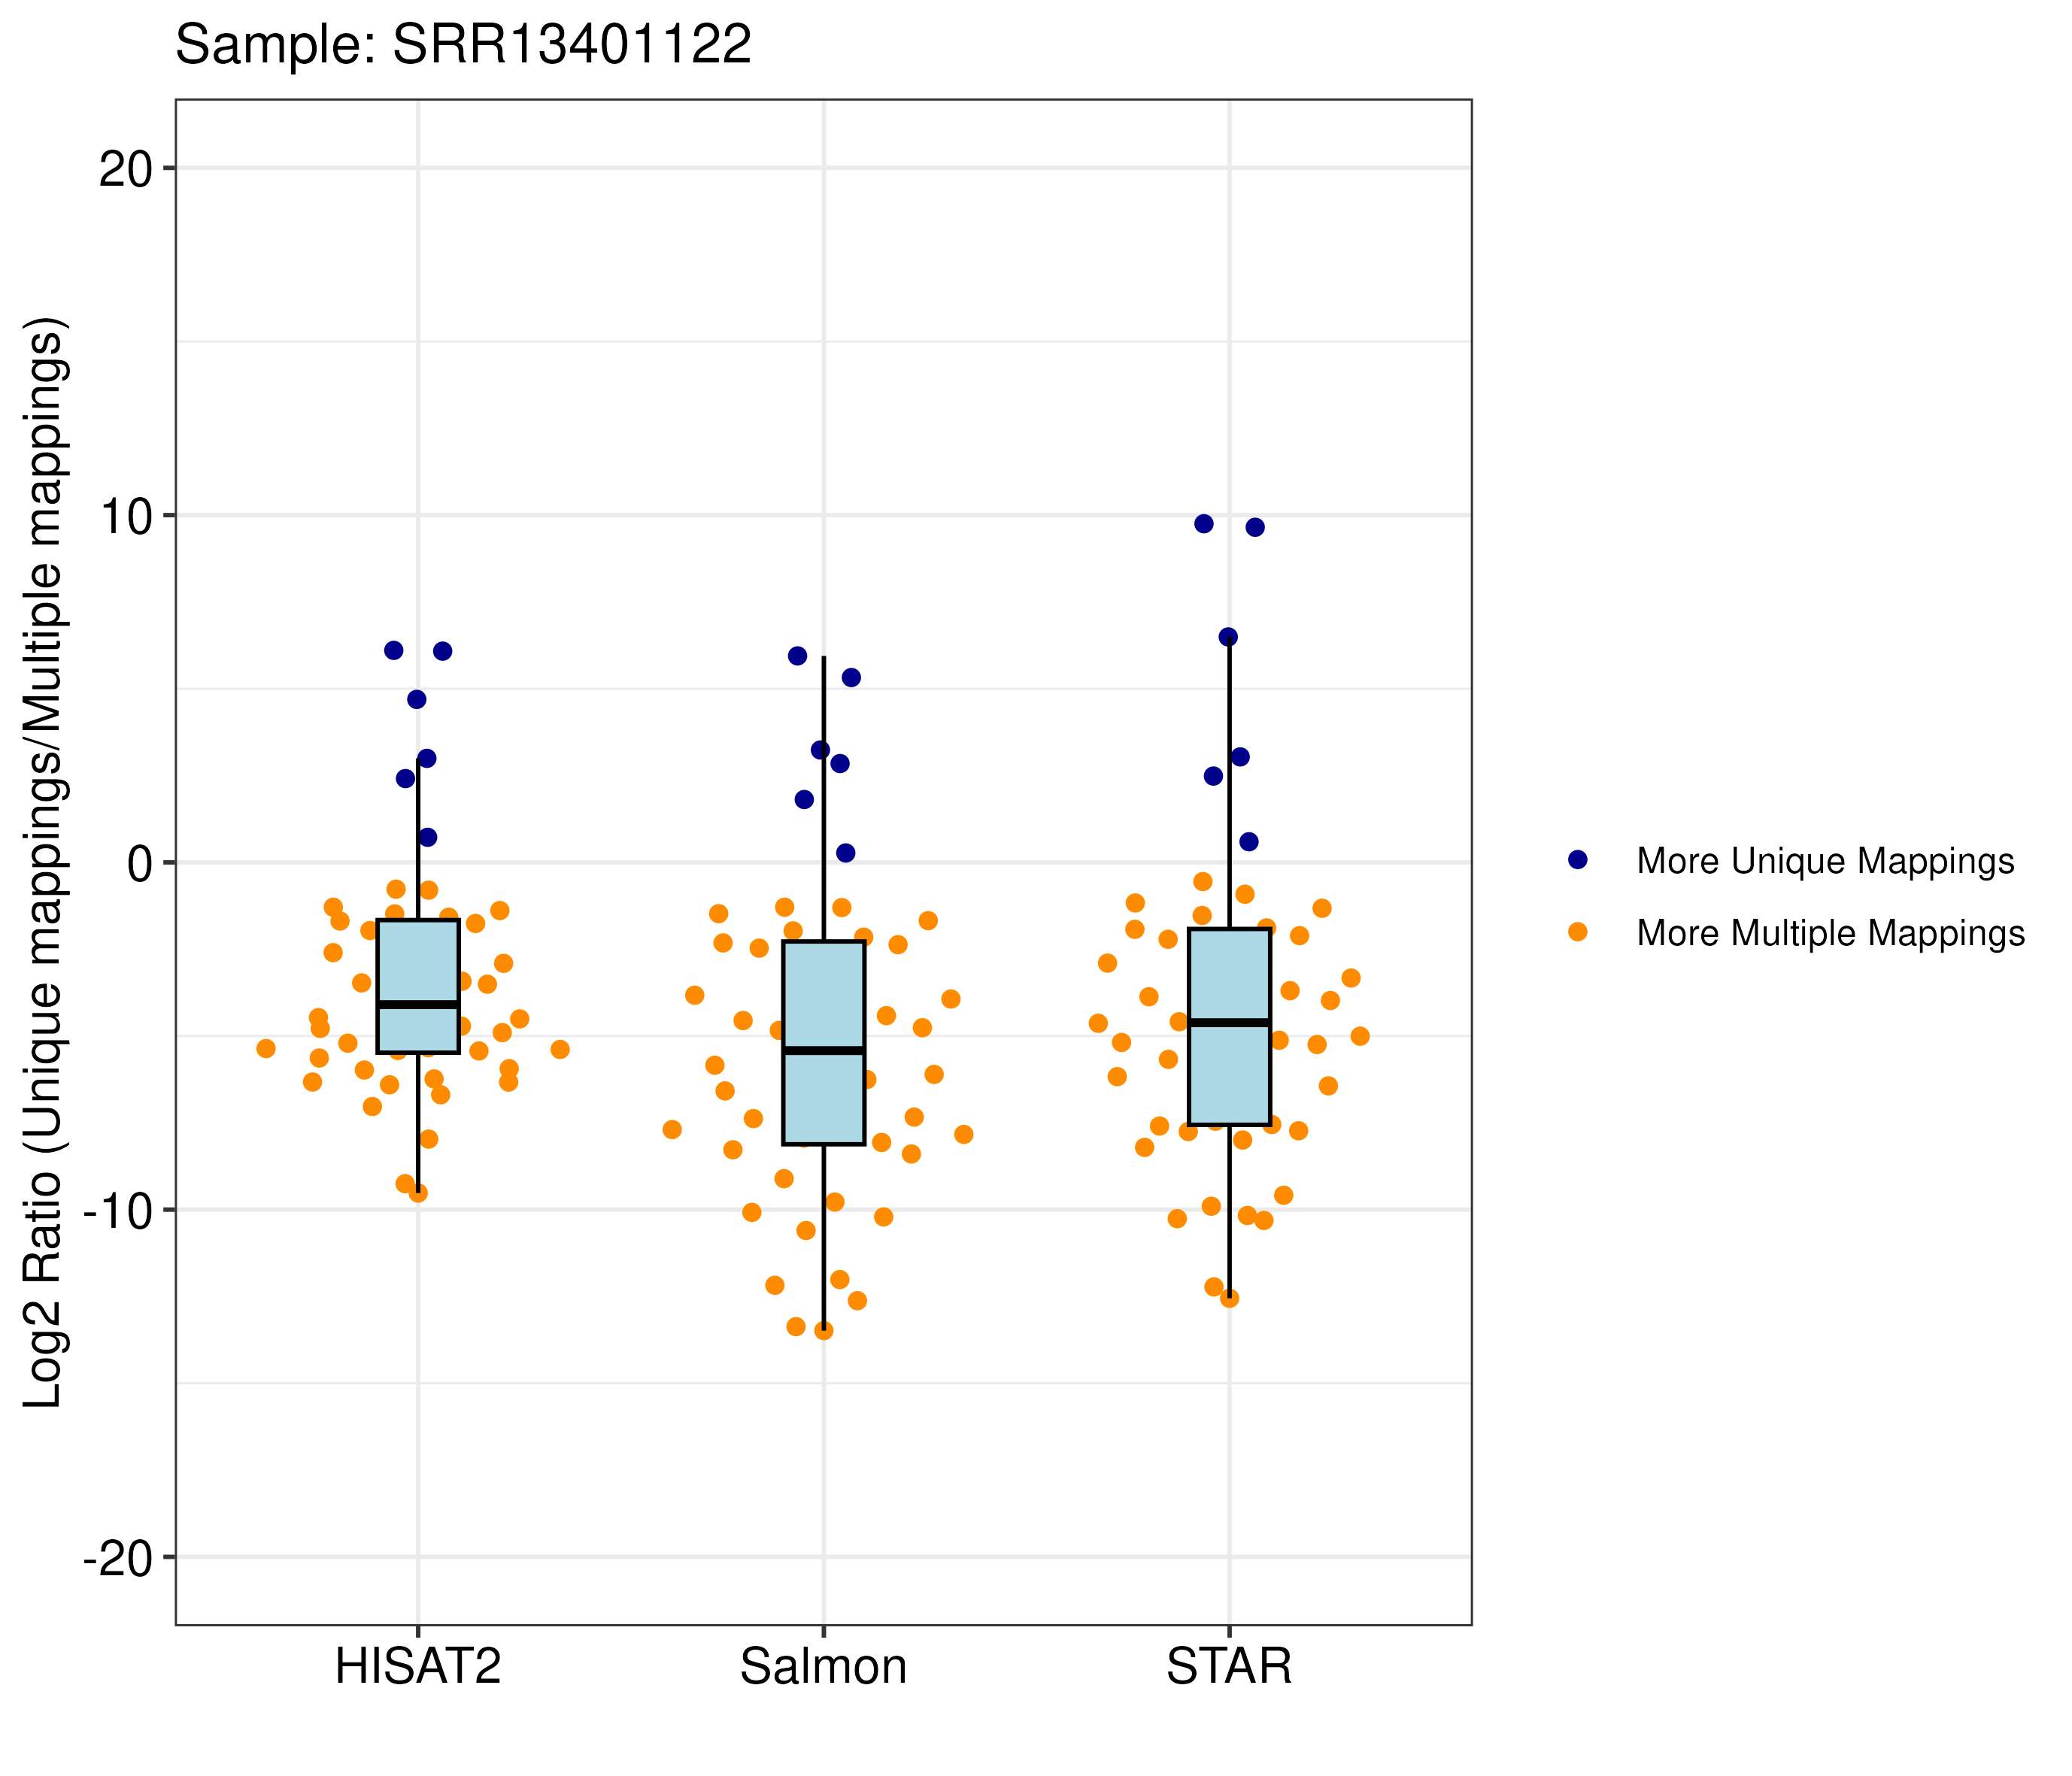 Sample: SRR13401122
Log2 Ratio (Unique mappings/Multiple mappings)
20
10
0
-10
-20
HISAT2
Salmon
STAR
More Unique Mappings
More Multiple Mappings